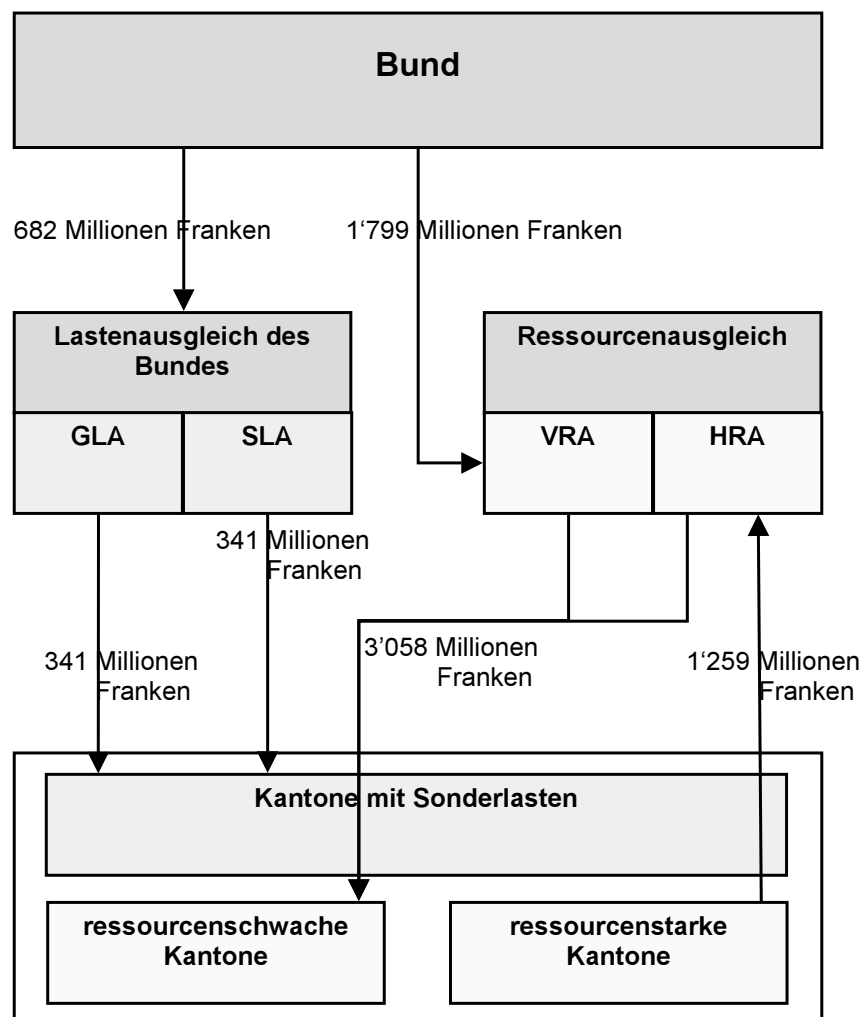 Bund
682 Millionen Franken
1‘799 Millionen Franken
Lastenausgleich des
Bundes
Ressourcenausgleich
GLA
SLA
VRA
HRA
341 Millionen
Franken
341 Millionen
Franken
3’058 Millionen
Franken
1‘259 Millionen
Franken
Kantone mit Sonderlasten
ressourcenschwache
Kantone
ressourcenstarke
Kantone